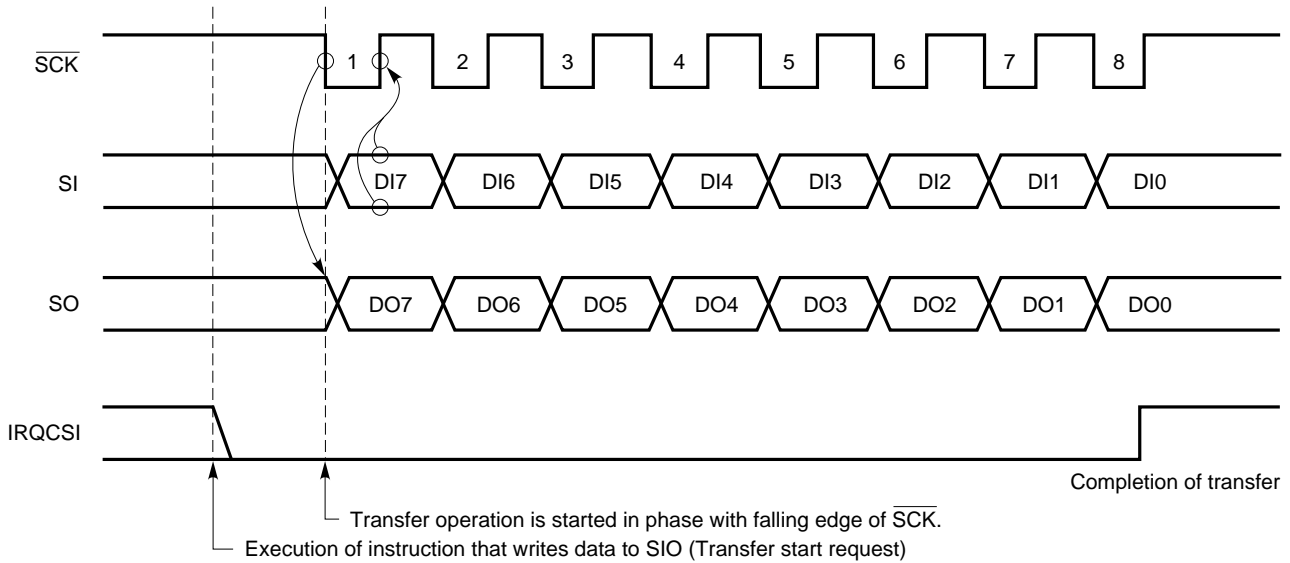 SCK 1 2 3 4 5 6 7 8
SI DI7 DI6 DI5 DI4 DI3 DI2 DI1 DI0
SO DO7 DO6 DO5 DO4 DO3 DO2 DO1 DO0
IRQCSI
Completion of transfer
Transfer operation is started in phase with falling edge of SCK.
Execution of instruction that writes data to SIO (Transfer start request)